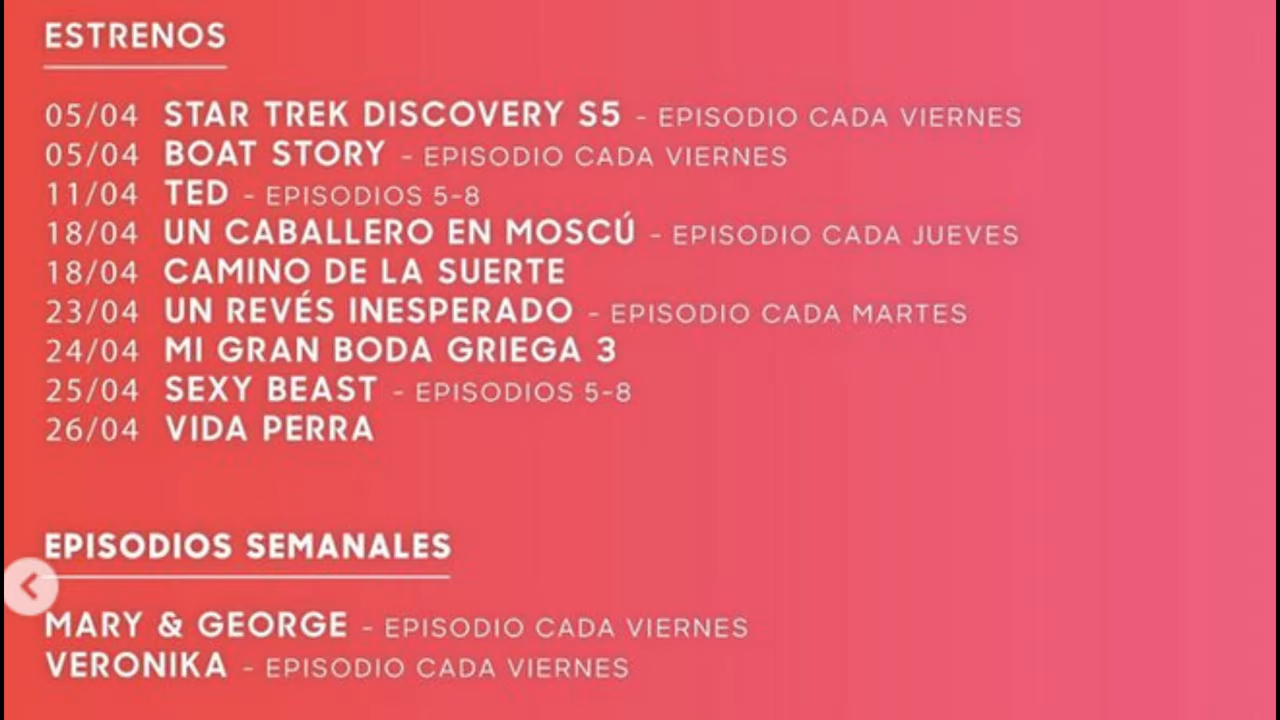 ESTRENOS
05/04 STAR TREK DISCOVERY S5 - EPISODIO CADA VIERNES
05/04 BOAT STORY - EPISODIO CADA VIERNES
11/04 TED - EPISODIOS 5-8
18/04 UN CABALLERO EN MOSCÚ - EPISODIO CADA JUEVES
18/04 CAMINO DE LA SUERTE
23/04 UN REVÉS INESPERADO - EPISODIO CADA MARTES
24/04 MI GRAN BODA GRIEGA 3
25/04 SEXY BEAST - EPISODIOS 5-8
26/04 VIDA PERRA
EPISODIOS SEMANALES
MARY & GEORGE - EPISODIO CADA VIERNES
VERONIKA - EPISODIO CADA VIERNES